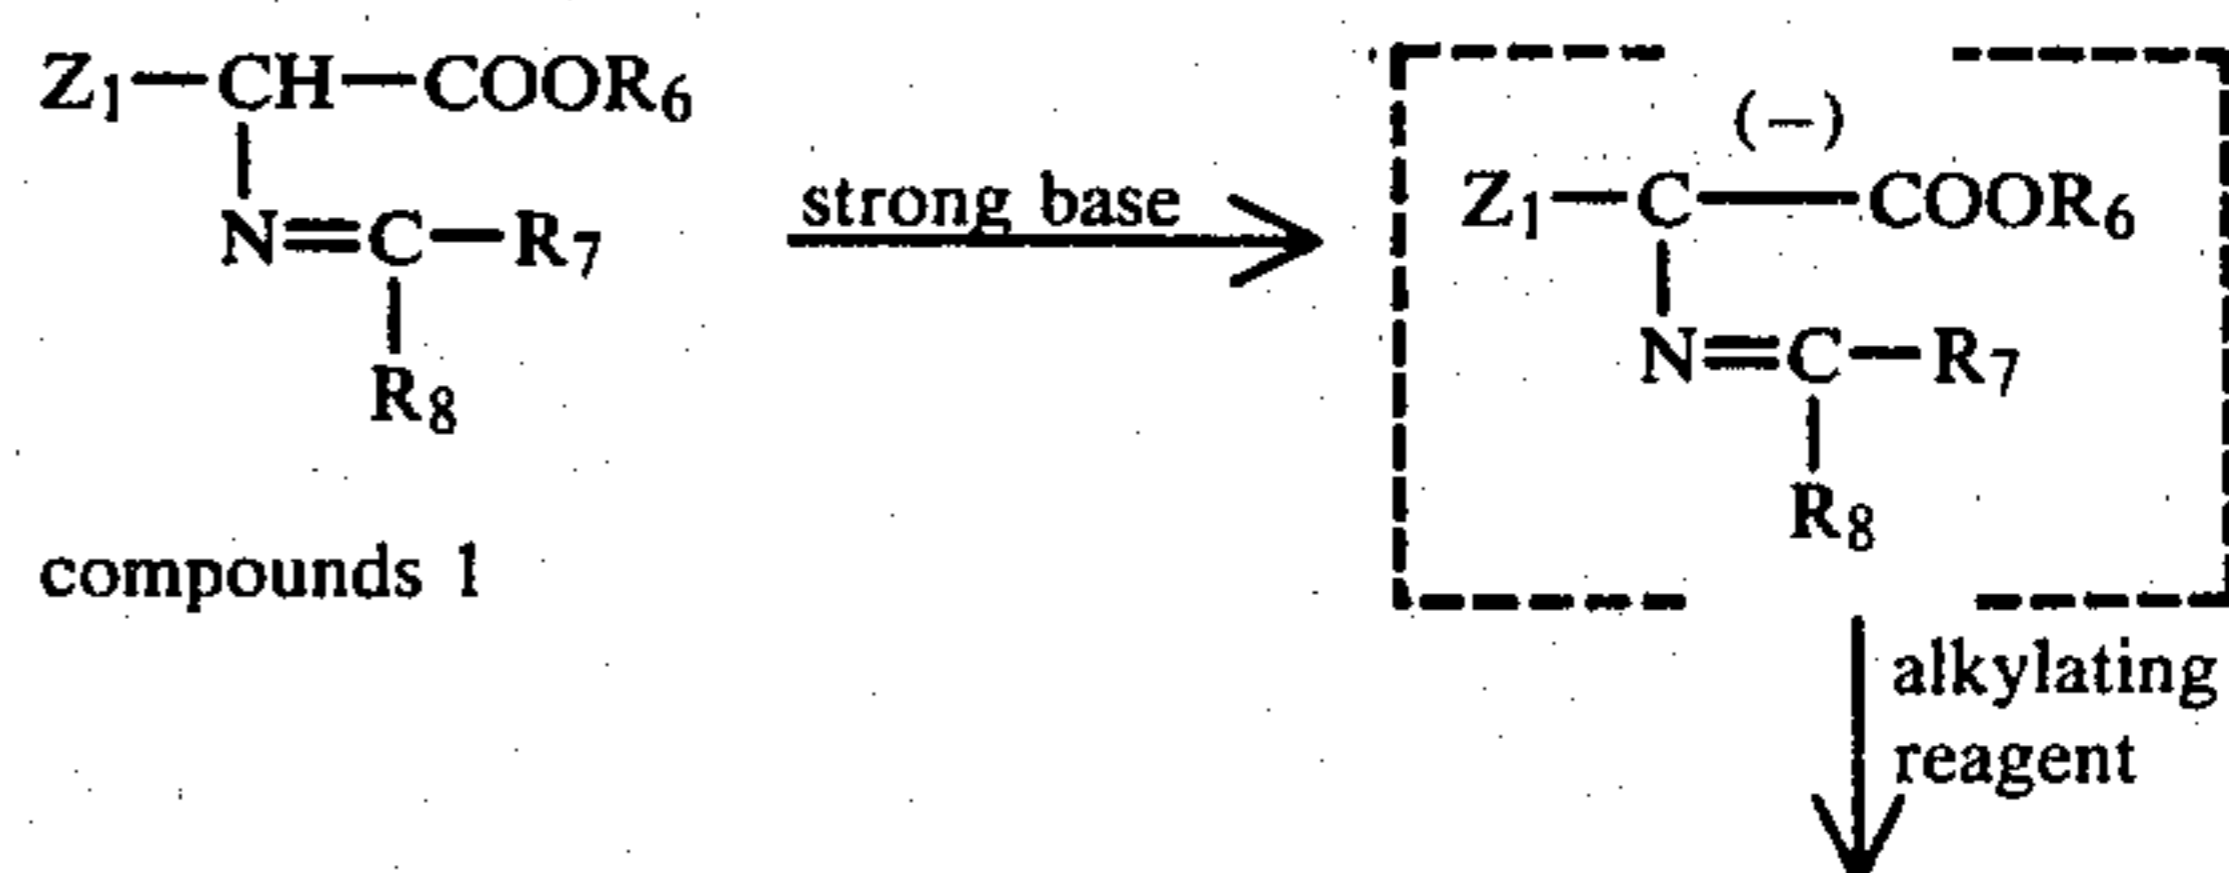 Z1—CH—COOR6
N=C—R7
R8
compounds 1
strong base
(−)
Z1—C—COOR6
N=C—R7
R8
alkylating
reagent